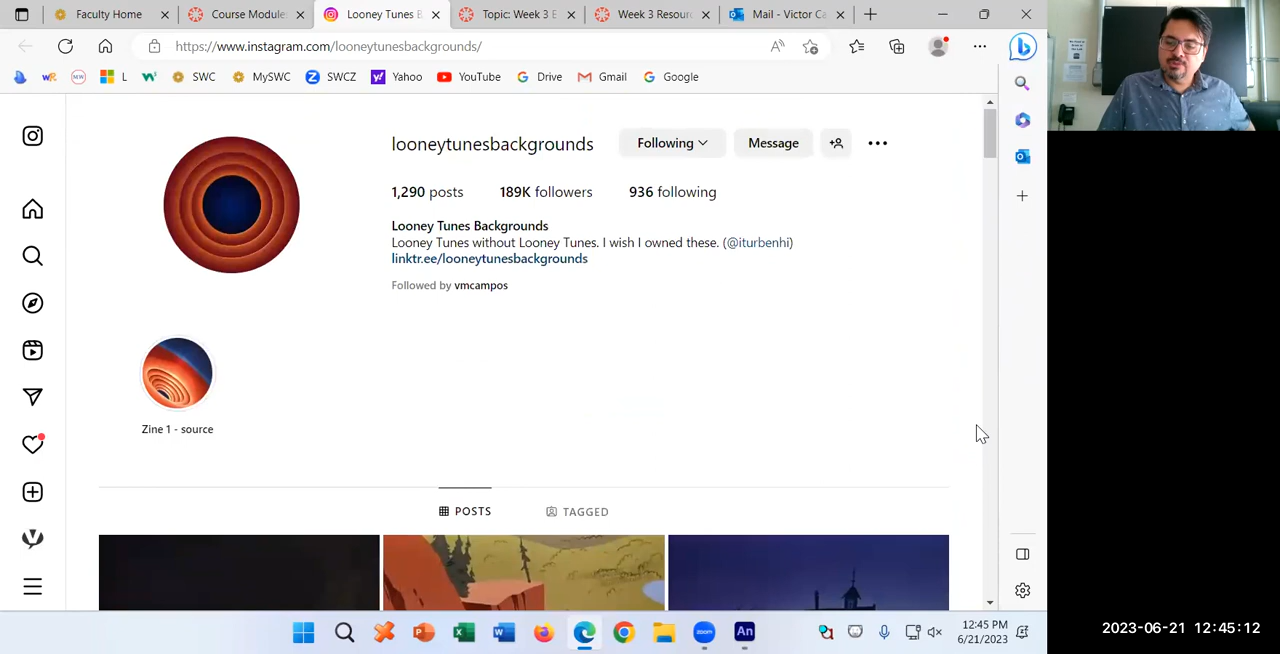 Faculty Home
Course Module
Looney Tunes B
Topic: Week 3 E
Week 3 Resour
Mail - Victor Ca
https://www.instagram.com/looneytunesbackgrounds/
L
SWC
MySWC
SWCZ
Yahoo
YouTube
Drive
Gmail
Google
looneytunesbackgrounds
Following
Message
1,290 posts
189K followers
936 following
Looney Tunes Backgrounds
Looney Tunes without Looney Tunes. I wish I owned these. (@iturbenhi)
linktr.ee/looneytunesbackgrounds
Followed by vmcampos
Zine 1 - source
POSTS
TAGGED
zoom
An
12:45 PM
6/21/2023
2023-06-21 12:45:12